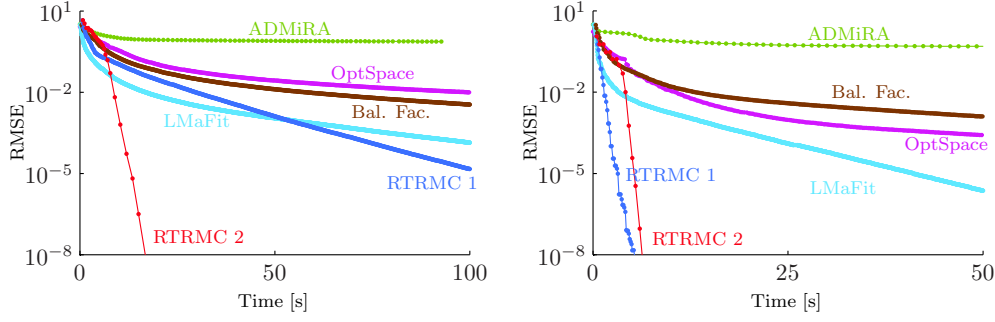 10^1
ADMiRA
OptSpace
10^-2
Bal. Fac.
LMaFit
RMSE
10^-5
RTRMC 1
RTRMC 2
10^-8
0
50
100
Time [s]
10^1
ADMiRA
10^-2
Bal. Fac.
RMSE
OptSpace
10^-5
RTRMC 1
LMaFit
RTRMC 2
10^-8
0
25
50
Time [s]